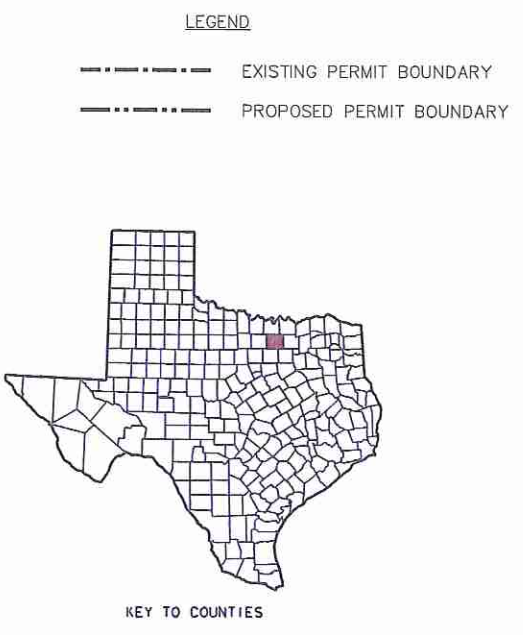 LEGEND
EXISTING PERMIT BOUNDARY
PROPOSED PERMIT BOUNDARY
KEY TO COUNTIES